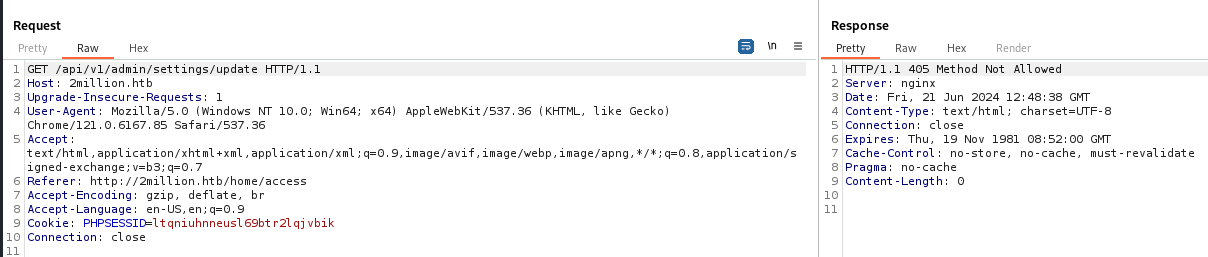 Request
Pretty Raw Hex
\n
1 GET /api/v1/admin/settings/update HTTP/1.1
2 Host: 2million.htb
3 Upgrade-Insecure-Requests: 1
4 User-Agent: Mozilla/5.0 (Windows NT 10.0; Win64; x64) AppleWebKit/537.36 (KHTML, like Gecko)
Chrome/121.0.6167.85 Safari/537.36
5 Accept:
text/html,application/xhtml+xml,application/xml;q=0.9,image/avif,image/webp,image/apng,*/*;q=0.8,application/s
igned-exchange;v=b3;q=0.7
6 Referer: http://2million.htb/home/access
7 Accept-Encoding: gzip, deflate, br
8 Accept-Language: en-US,en;q=0.9
9 Cookie: PHPSESSID=ltqniuhnneusl69btr2lqjvbik
10 Connection: close
11
Response
Pretty Raw Hex Render
1 HTTP/1.1 405 Method Not Allowed
2 Server: nginx
3 Date: Fri, 21 Jun 2024 12:48:38 GMT
4 Content-Type: text/html; charset=UTF-8
5 Connection: close
6 Expires: Thu, 19 Nov 1981 08:52:00 GMT
7 Cache-Control: no-store, no-cache, must-revalidate
8 Pragma: no-cache
9 Content-Length: 0
10
11